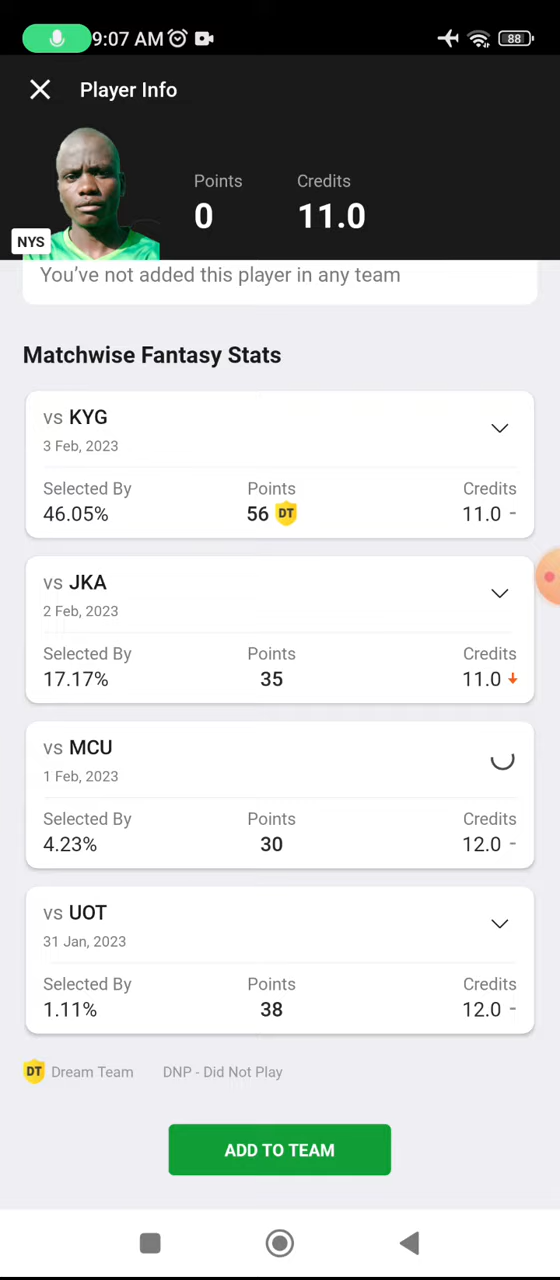 9:07 AM
88
Player Info
Points Credits
0 11.0
NYS
You've not added this player in any team
Matchwise Fantasy Stats
vs KYG
3 Feb, 2023
Selected By Points Credits
46.05% 56 DT 11.0 -
vs JKA
2 Feb, 2023
Selected By Points Credits
17.17% 35 11.0
vs MCU
1 Feb, 2023
Selected By Points Credits
4.23% 30 12.0 -
vs UOT
31 Jan, 2023
Selected By Points Credits
1.11% 38 12.0 -
DT Dream Team DNP - Did Not Play
ADD TO TEAM